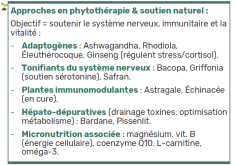 Approches en phytothérapie & soutien naturel :
Objectif = soutenir le système nerveux, immunitaire et la
vitalité :
- Adaptogènes : Ashwagandha, Rhodiola,
Éleuthérocoque, Ginseng (régulent stress/cortisol).
- Tonifiants du système nerveux : Bacopa, Griffonia
(soutien sérotonine), Safran.
- Plantes immunomodulantes : Astragale, Échinacée
(en cure).
- Hépato-dépuratives (drainage toxines, optimisation
métabolisme) : Bardane, Pissenlit.
- Micronutrition associée : magnésium, vit. B
(énergie cellulaire), coenzyme Q10, L-carnitine,
oméga-3.